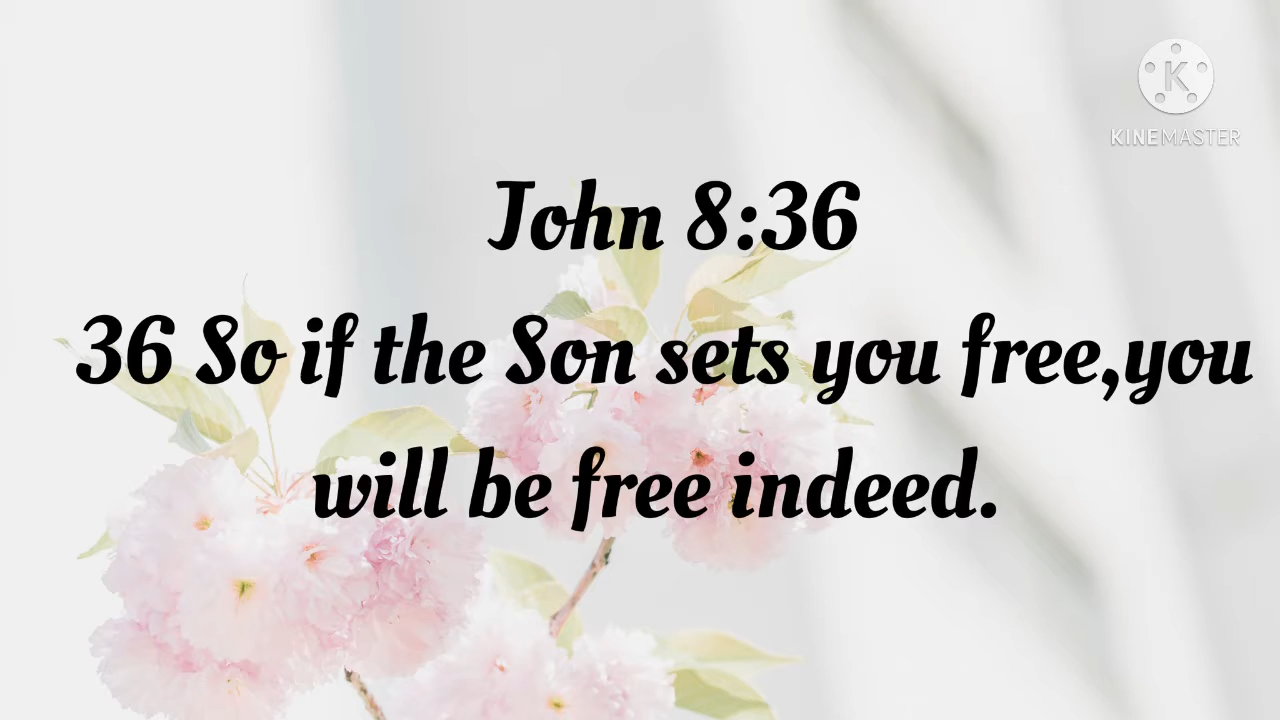 K
KINEMASTER
John 8:36
36 So if the Son sets you free,you
will be free indeed.